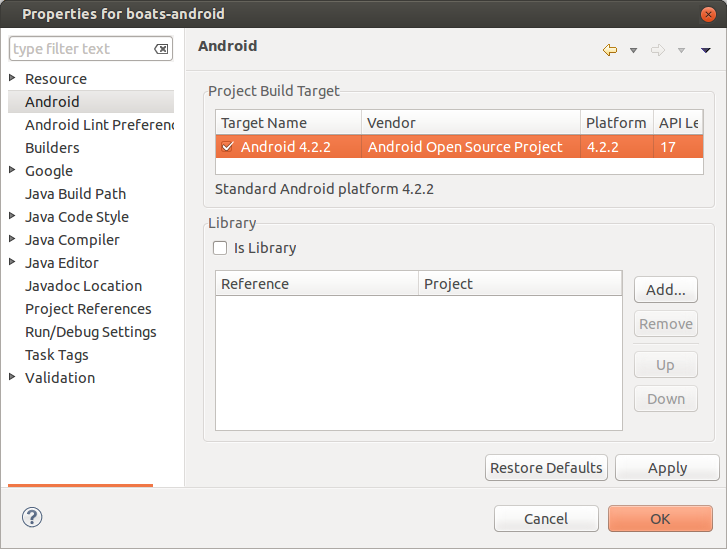 Properties for boats-android
type filter text
Resource
Android
Android Lint Preferen
Builders
Google
Java Build Path
Java Code Style
Java Compiler
Java Editor
Javadoc Location
Project References
Run/Debug Settings
Task Tags
Validation
Android
Project Build Target
Target Name Vendor Platform API Le
Android 4.2.2 Android Open Source Project 4.2.2 17
Standard Android platform 4.2.2
Library
Is Library
Reference Project
Add...
Remove
Up
Down
Restore Defaults Apply
? Cancel OK